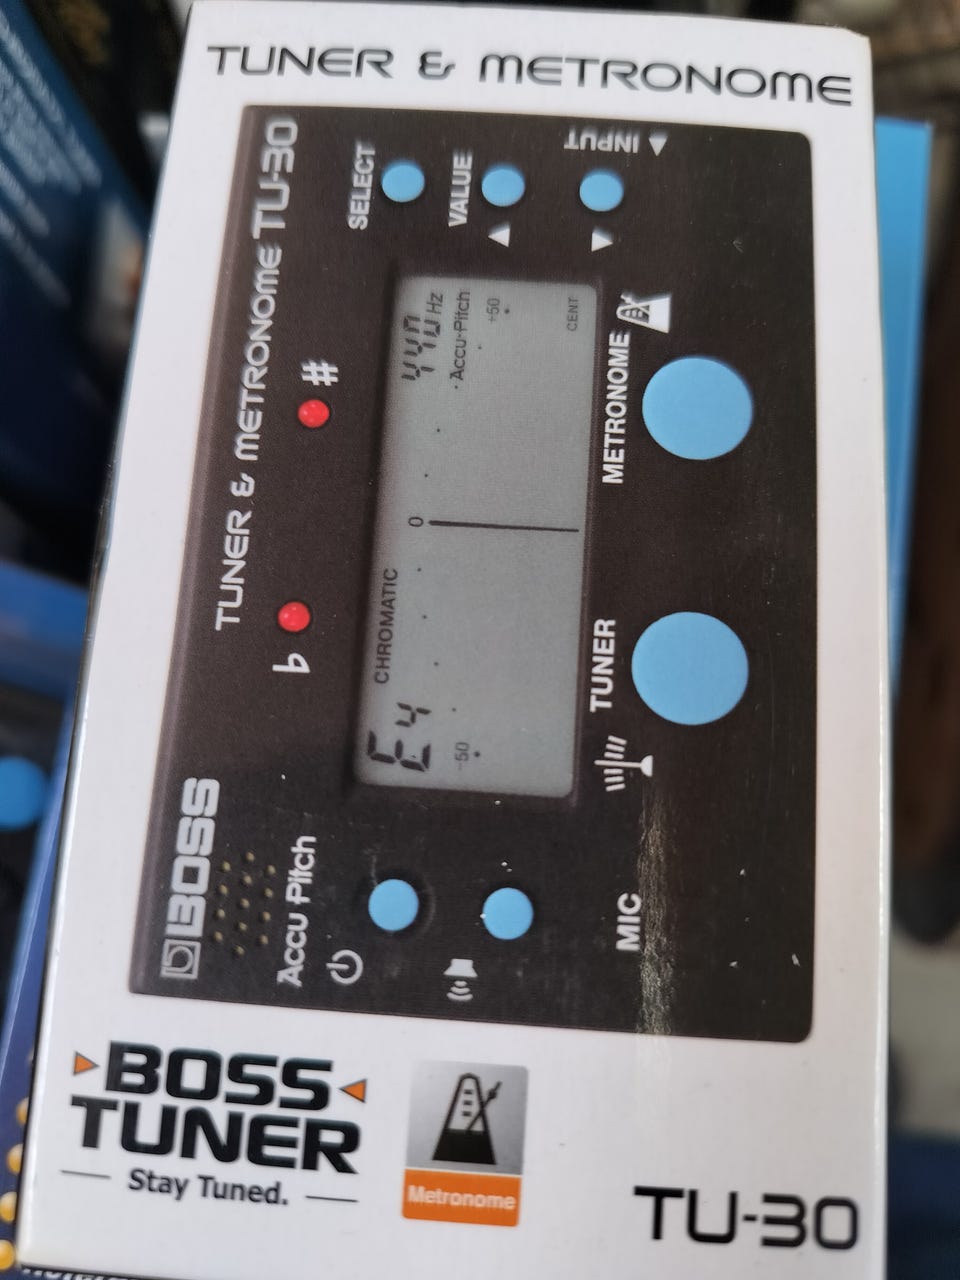 TUNER & METRONOME
BOSS
TUNER & METRONOME TU-30
Accu Pitch
b
#
SELECT
VALUE
▲
▼
INPUT ▲
E4
CHROMATIC
0
440 Hz
Accu-Pitch
-50
+50
CENT
MIC
TUNER
METRONOME
BOSS
TUNER
Stay Tuned.
Metronome
TU-30